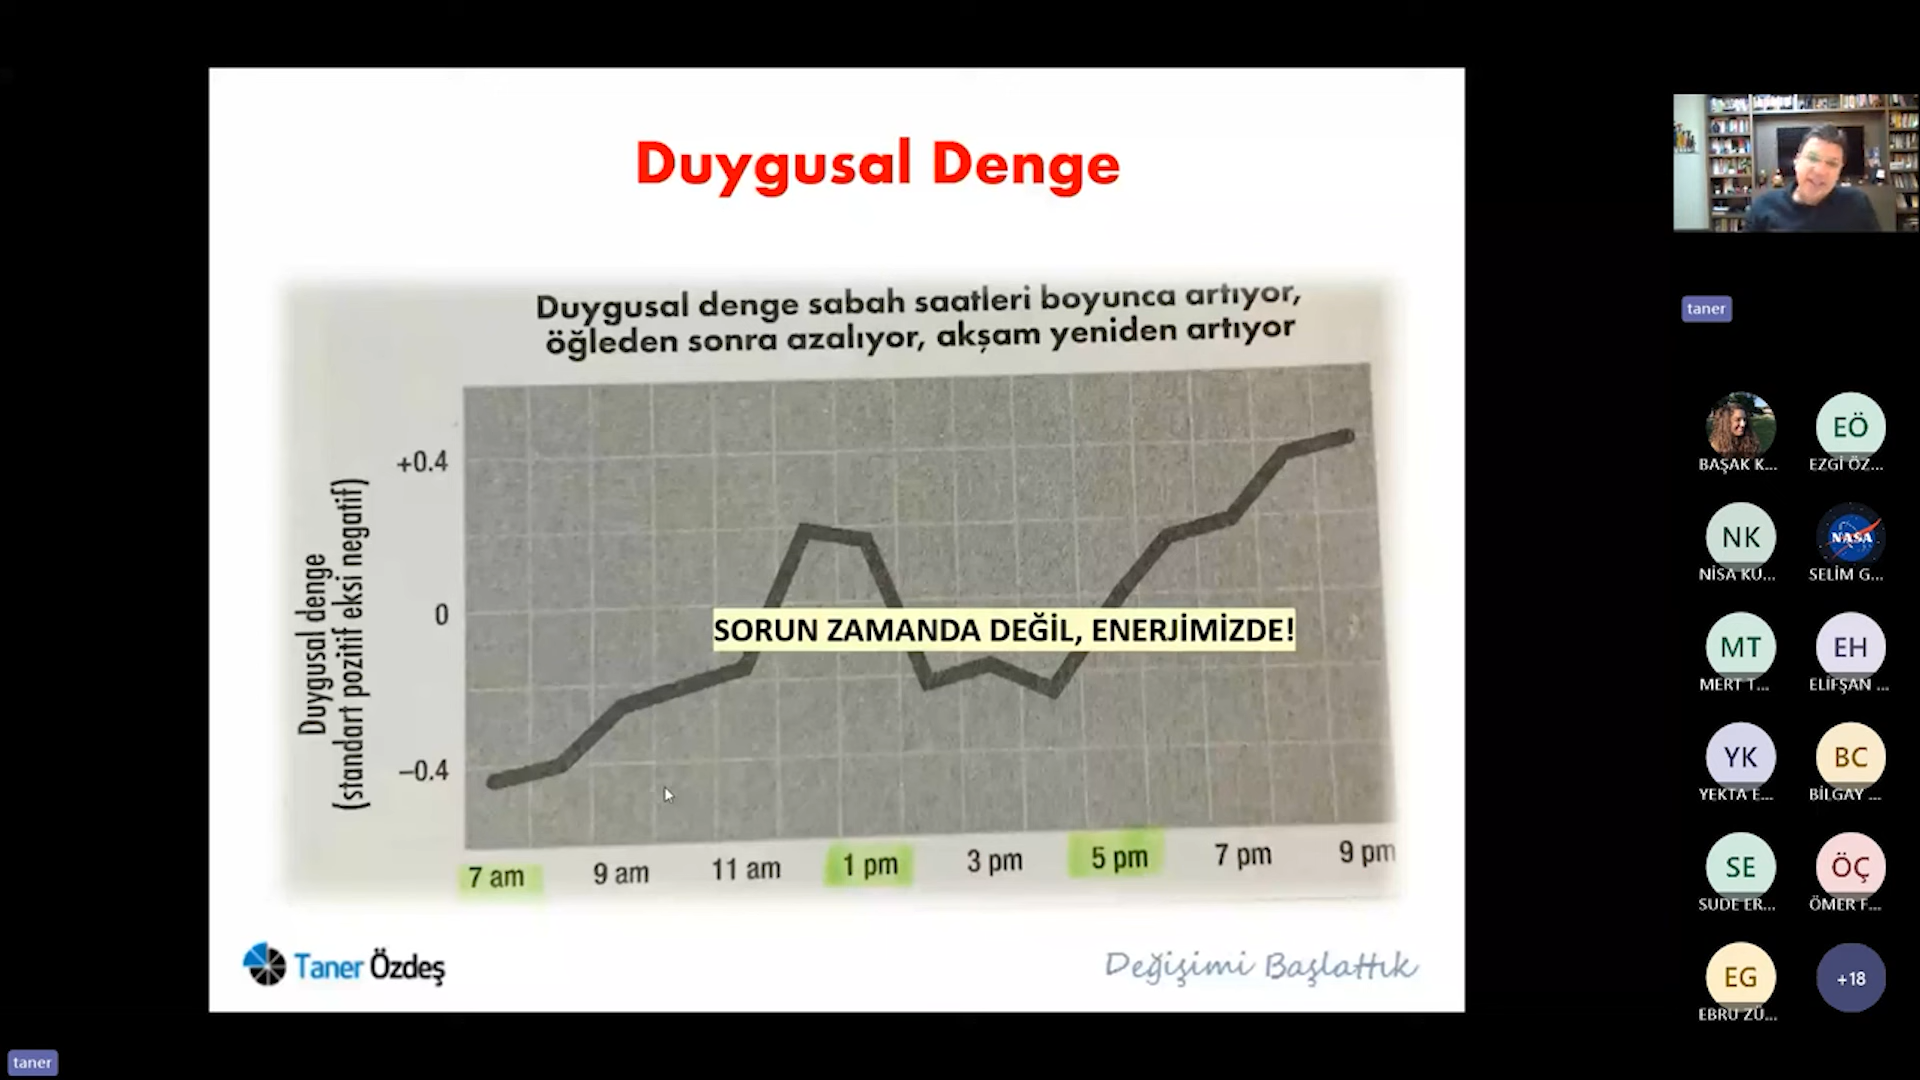 Duygusal Denge
Duygusal denge sabah saatleri boyunca artıyor,
öğleden sonra azalıyor, akşam yeniden artıyor
Duygusal denge
(standart pozitif eksi negatif)
+0.4
0
−0.4
SORUN ZAMANDA DEĞİL, ENERJİMİZDE!
7 am 9 am 11 am 1 pm 3 pm 5 pm 7 pm 9 pm
Taner Özdeş
Değişimi Başlattık
taner
BAŞAK K...
EÖ
EZGİ ÖZ...
NK
NİSA KU...
NASA
SELİM G...
MT
MERT T...
EH
ELİFŞAN ...
YK
YEKTA E...
BC
BİLGAY ...
SE
SUDE ER...
ÖÇ
ÖMER F...
EG
EBRU ZÜ...
+18
taner